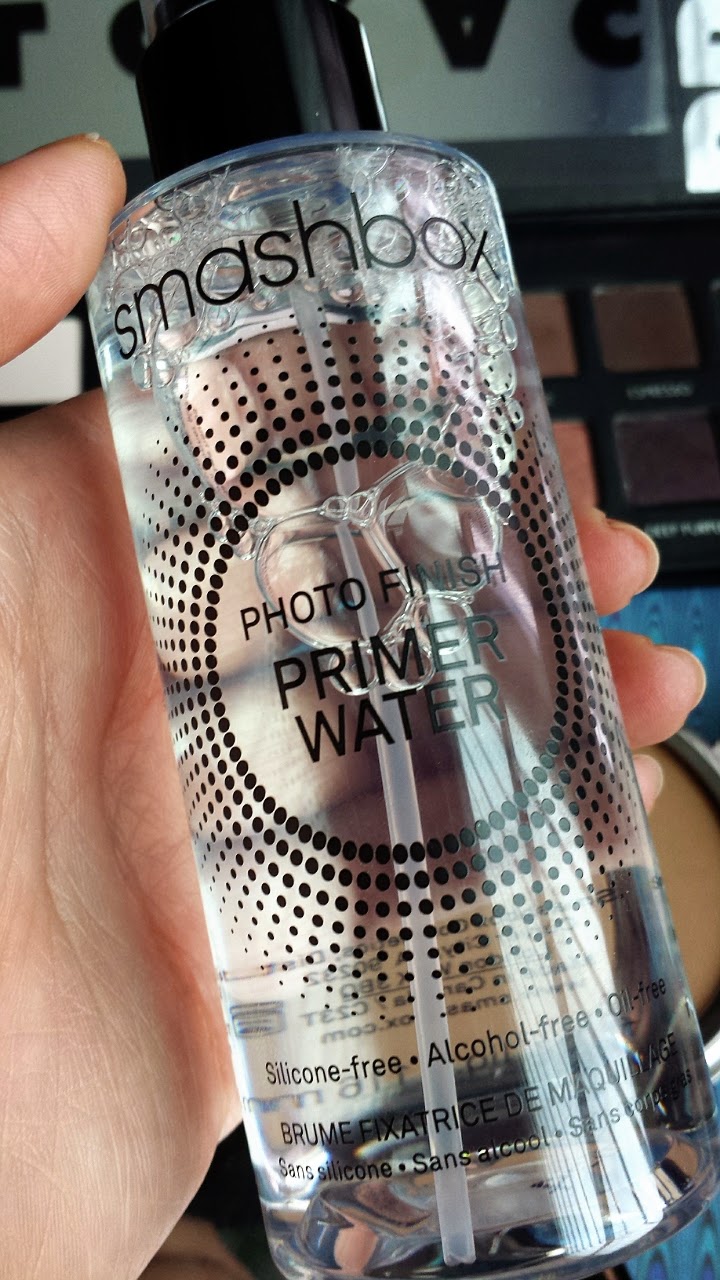 smashbox
PHOTO FINISH
PRIMER
WATER
Silicone-free • Alcohol-free • Oil-free
BRUME FIXATRICE DE MAQUILLAGE
Sans silicone • Sans alcool • Sans corps gras